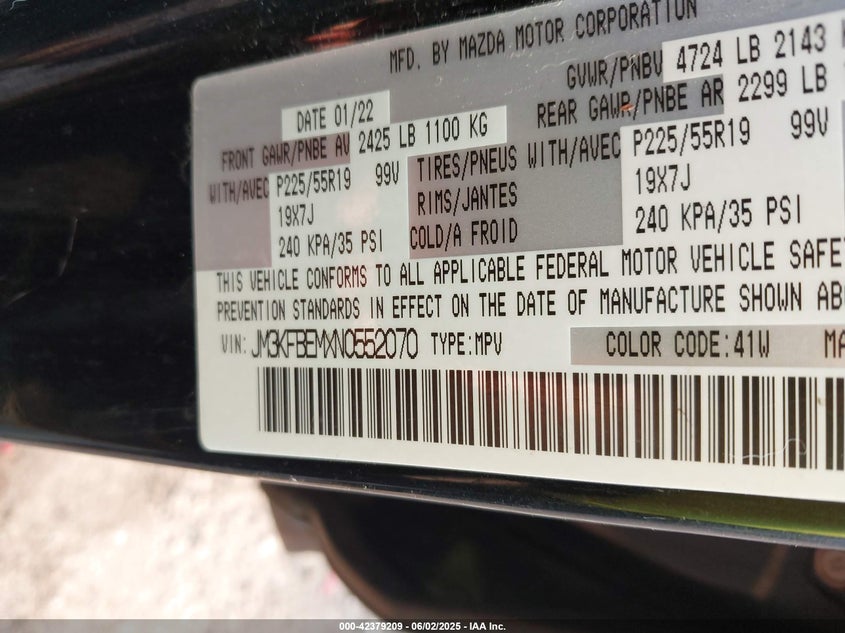 MFD. BY MAZDA MOTOR CORPORATION
GVWR/PNBV 4724 LB 2143
DATE 01/22
REAR GAWR/PNBE AR 2299 LB
FRONT GAWR/PNBE AV 2425 LB 1100 KG
WITH/AVEC P225/55R19 99V TIRES/PNEUS WITH/AVEC P225/55R19 99V
19X7J RIMS/JANTES 19X7J
240 KPA/35 PSI COLD/A FROID 240 KPA/35 PSI
THIS VEHICLE CONFORMS TO ALL APPLICABLE FEDERAL MOTOR VEHICLE SAFE
PREVENTION STANDARDS IN EFFECT ON THE DATE OF MANUFACTURE SHOWN ABO
VIN: JM3KFBEMXN0552070 TYPE:MPV COLOR CODE:41W MA
000-42379209 - 06/02/2025 - IAA Inc.